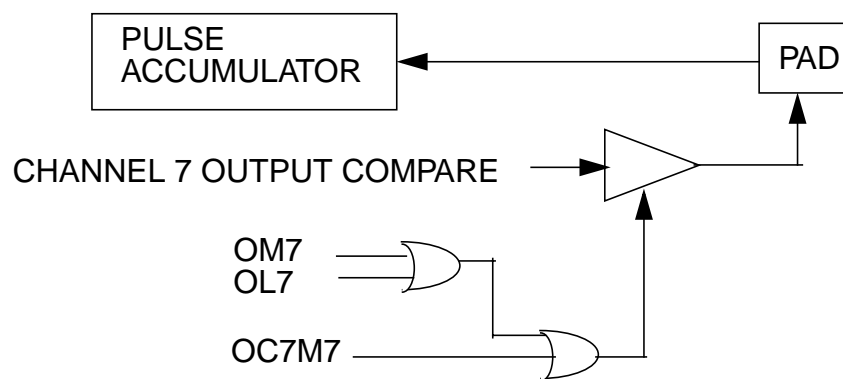 PULSE
ACCUMULATOR
PAD
CHANNEL 7 OUTPUT COMPARE
OM7
OL7
OC7M7